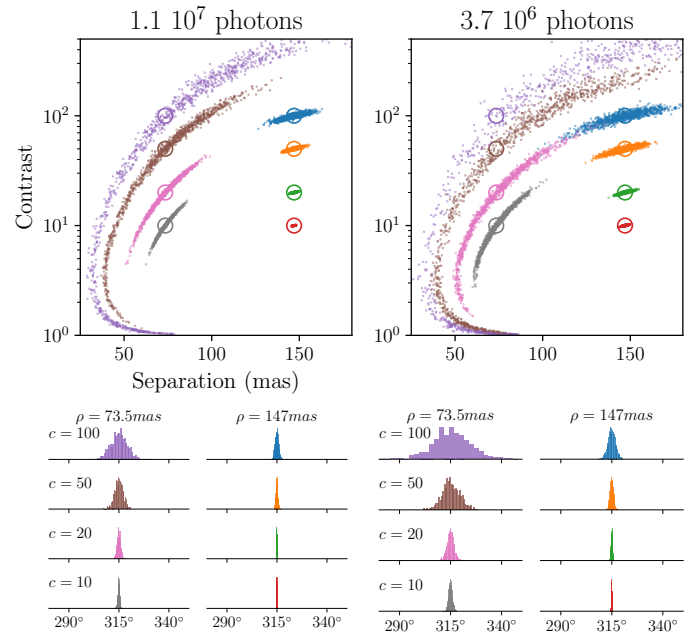 1.1 10^7 photons
3.7 10^6 photons
Contrast
10^2
10^1
10^0
50
100
150
Separation (mas)
10^2
10^1
10^0
50
100
150
ρ = 73.5mas
ρ = 147mas
c = 100
c = 50
c = 20
c = 10
290°
315°
340°
290°
315°
340°
ρ = 73.5mas
ρ = 147mas
c = 100
c = 50
c = 20
c = 10
290°
315°
340°
290°
315°
340°